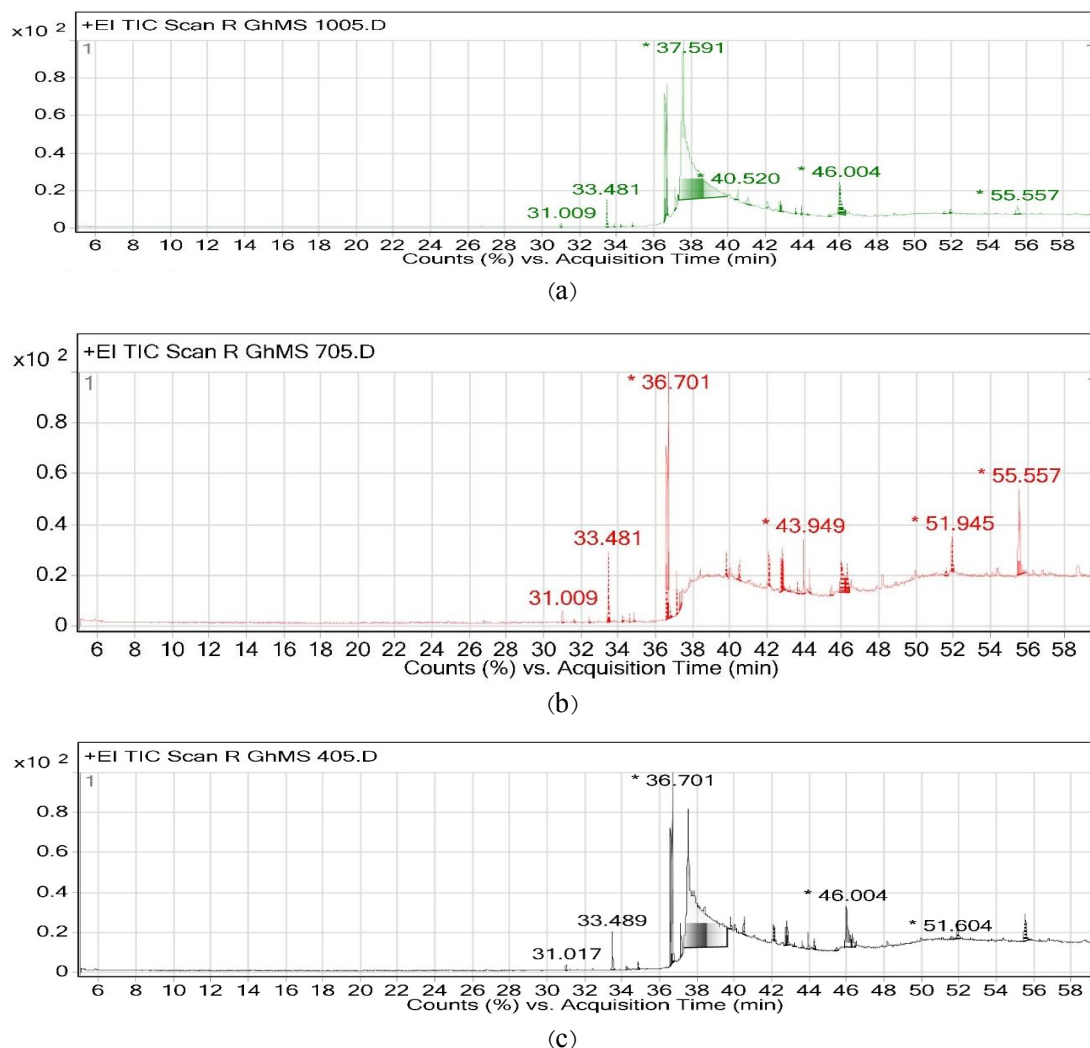 +EI TIC Scan R GhMS 1005.D
x10 2
1
* 37.591
1
0.8
0.6
0.4
0.2
0
31.009
33.481
* 40.520
* 46.004
* 55.557
6 8 10 12 14 16 18 20 22 24 26 28 30 32 34 36 38 40 42 44 46 48 50 52 54 56 58
Counts (%) vs. Acquisition Time (min)
(a)
+EI TIC Scan R GhMS 705.D
x10 2
1
* 36.701
1
0.8
0.6
0.4
0.2
0
31.009
33.481
* 43.949
* 51.945
* 55.557
6 8 10 12 14 16 18 20 22 24 26 28 30 32 34 36 38 40 42 44 46 48 50 52 54 56 58
Counts (%) vs. Acquisition Time (min)
(b)
+EI TIC Scan R GhMS 405.D
x10 2
1
* 36.701
0.8
0.6
0.4
0.2
0
31.017
33.489
* 46.004
* 51.604
6 8 10 12 14 16 18 20 22 24 26 28 30 32 34 36 38 40 42 44 46 48 50 52 54 56 58
Counts (%) vs. Acquisition Time (min)
(c)